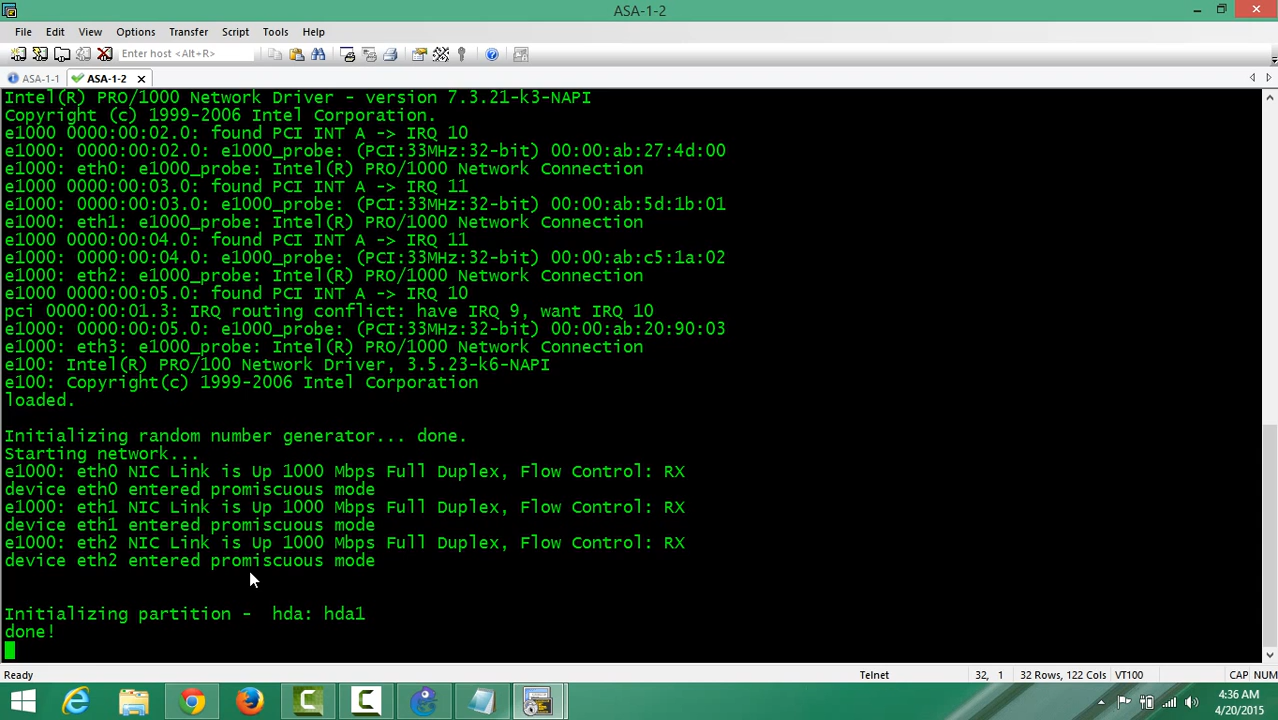 ASA-1-2
File Edit View Options Transfer Script Tools Help
Enter host <Alt+R>
ASA-1-1 ASA-1-2
Intel(R) PRO/1000 Network Driver - version 7.3.21-k3-NAPI
Copyright (c) 1999-2006 Intel Corporation.
e1000 0000:00:02.0: found PCI INT A -> IRQ 10
e1000: 0000:00:02.0: e1000_probe: (PCI:33MHz:32-bit) 00:00:ab:27:4d:00
e1000: eth0: e1000_probe: Intel(R) PRO/1000 Network Connection
e1000 0000:00:03.0: found PCI INT A -> IRQ 11
e1000: 0000:00:03.0: e1000_probe: (PCI:33MHz:32-bit) 00:00:ab:5d:1b:01
e1000: eth1: e1000_probe: Intel(R) PRO/1000 Network Connection
e1000 0000:00:04.0: found PCI INT A -> IRQ 11
e1000: 0000:00:04.0: e1000_probe: (PCI:33MHz:32-bit) 00:00:ab:c5:1a:02
e1000: eth2: e1000_probe: Intel(R) PRO/1000 Network Connection
e1000 0000:00:05.0: found PCI INT A -> IRQ 10
pci 0000:00:01.3: IRQ routing conflict: have IRQ 9, want IRQ 10
e1000: 0000:00:05.0: e1000_probe: (PCI:33MHz:32-bit) 00:00:ab:20:90:03
e1000: eth3: e1000_probe: Intel(R) PRO/1000 Network Connection
e100: Intel(R) PRO/100 Network Driver, 3.5.23-k6-NAPI
e100: Copyright(c) 1999-2006 Intel Corporation
loaded.
Initializing random number generator... done.
Starting network...
e1000: eth0 NIC Link is Up 1000 Mbps Full Duplex, Flow Control: RX
device eth0 entered promiscuous mode
e1000: eth1 NIC Link is Up 1000 Mbps Full Duplex, Flow Control: RX
device eth1 entered promiscuous mode
e1000: eth2 NIC Link is Up 1000 Mbps Full Duplex, Flow Control: RX
device eth2 entered promiscuous mode
Initializing partition -  hda: hda1
done!
Ready Telnet 32, 1 32 Rows, 122 Cols VT100 CAP NUM
4:36 AM
4/20/2015